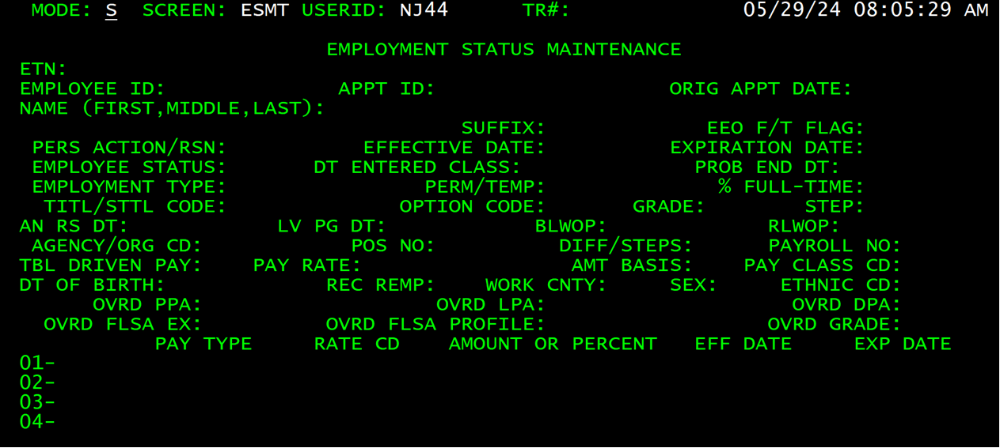 MODE: S SCREEN: ESMT USERID: NJ44 TR#: 05/29/24 08:05:29 AM
EMPLOYMENT STATUS MAINTENANCE
ETN:
EMPLOYEE ID: APPT ID: ORIG APPT DATE:
NAME (FIRST,MIDDLE,LAST):
SUFFIX: EEO F/T FLAG:
PERS ACTION/RSN: EFFECTIVE DATE: EXPIRATION DATE:
EMPLOYEE STATUS: DT ENTERED CLASS: PROB END DT:
EMPLOYMENT TYPE: PERM/TEMP: % FULL-TIME:
TITL/STTL CODE: OPTION CODE: GRADE: STEP:
AN RS DT: LV PG DT: BLWOP: RLWOP:
AGENCY/ORG CD: POS NO: DIFF/STEPS: PAYROLL NO:
TBL DRIVEN PAY: PAY RATE: AMT BASIS: PAY CLASS CD:
DT OF BIRTH: REC REMP: WORK CNTY: SEX: ETHNIC CD:
OVRD PPA: OVRD LPA: OVRD DPA:
OVRD FLSA EX: OVRD FLSA PROFILE: OVRD GRADE:
PAY TYPE RATE CD AMOUNT OR PERCENT EFF DATE EXP DATE
01-
02-
03-
04-